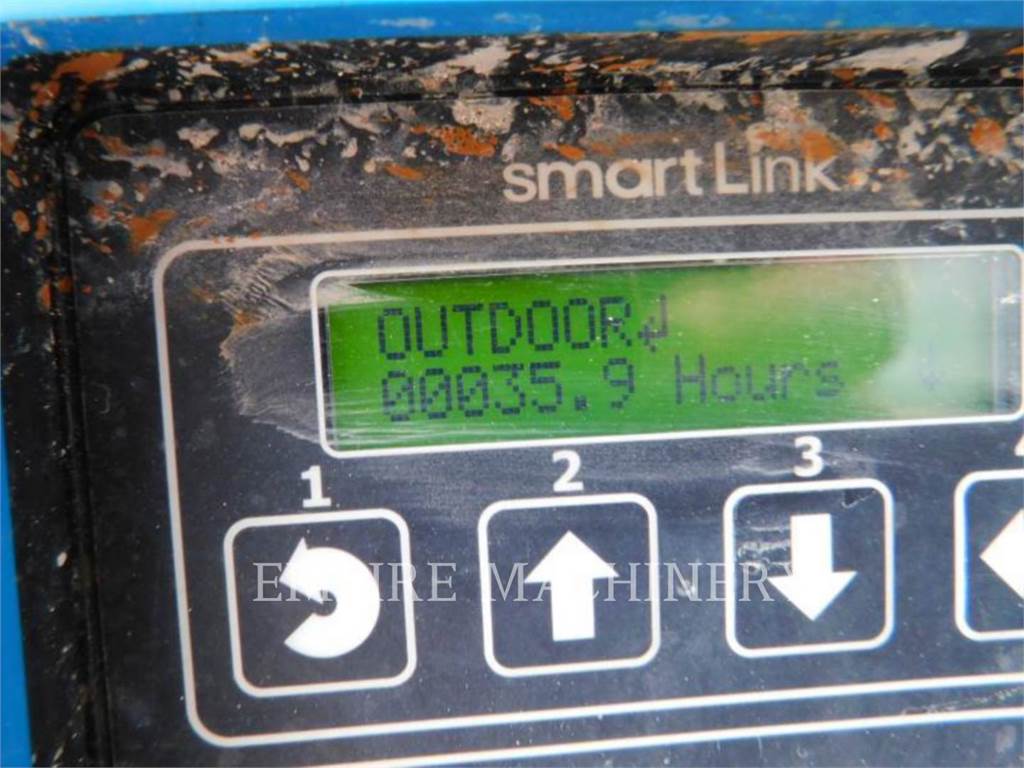 smart Link
OUTDOOR↲
00035.9 Hours
1 2 3
EMPIRE MACHINERY